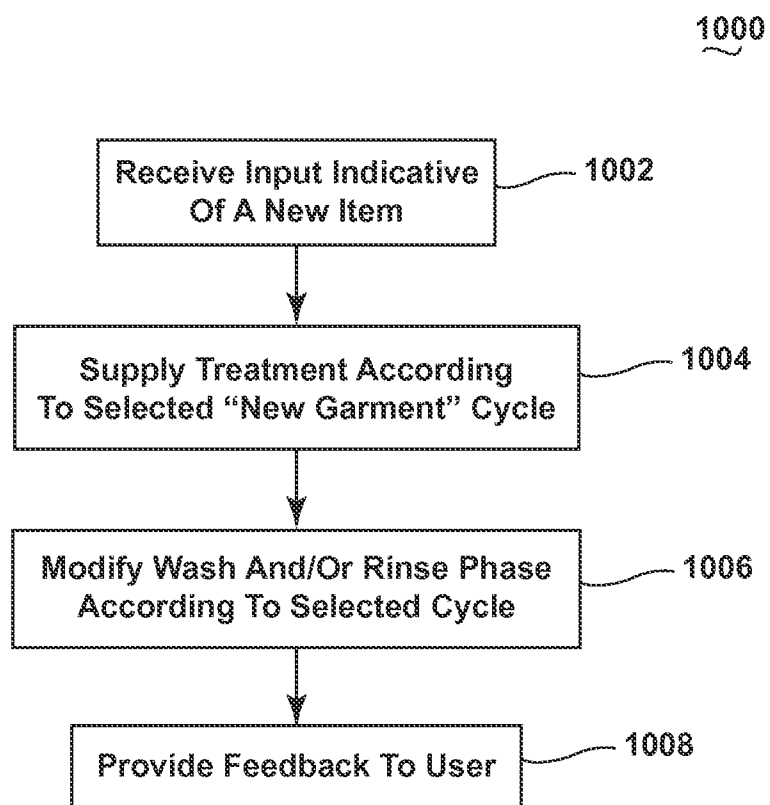 1000
Receive Input Indicative
Of A New Item
1002
Supply Treatment According
To Selected “New Garment” Cycle
1004
Modify Wash And/Or Rinse Phase
According To Selected Cycle
1006
Provide Feedback To User
1008